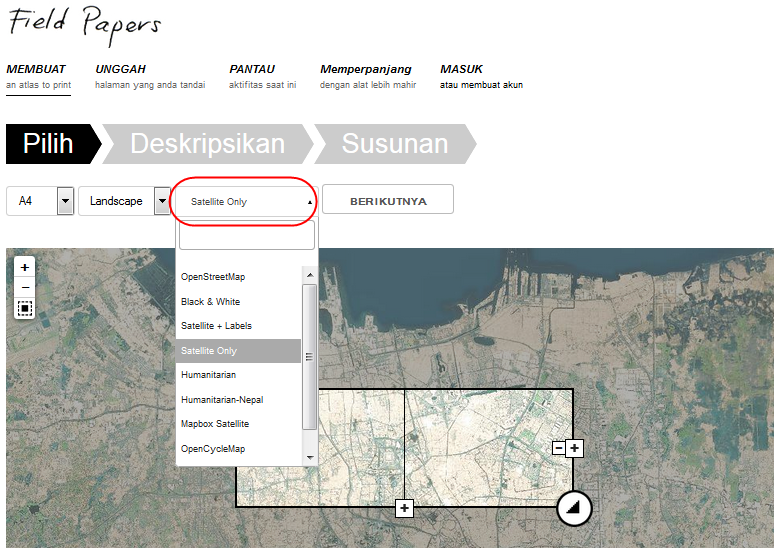 Field Papers
MEMBUAT UNGGAH PANTAU Memperpanjang MASUK
an atlas to print halaman yang anda tandai aktifitas saat ini dengan alat lebih mahir atau membuat akun
Pilih Deskripsikan Susunan
A4 Landscape Satellite Only BERIKUTNYA
OpenStreetMap
Black & White
Satellite + Labels
Satellite Only
Humanitarian
Humanitarian-Nepal
Mapbox Satellite
OpenCycleMap